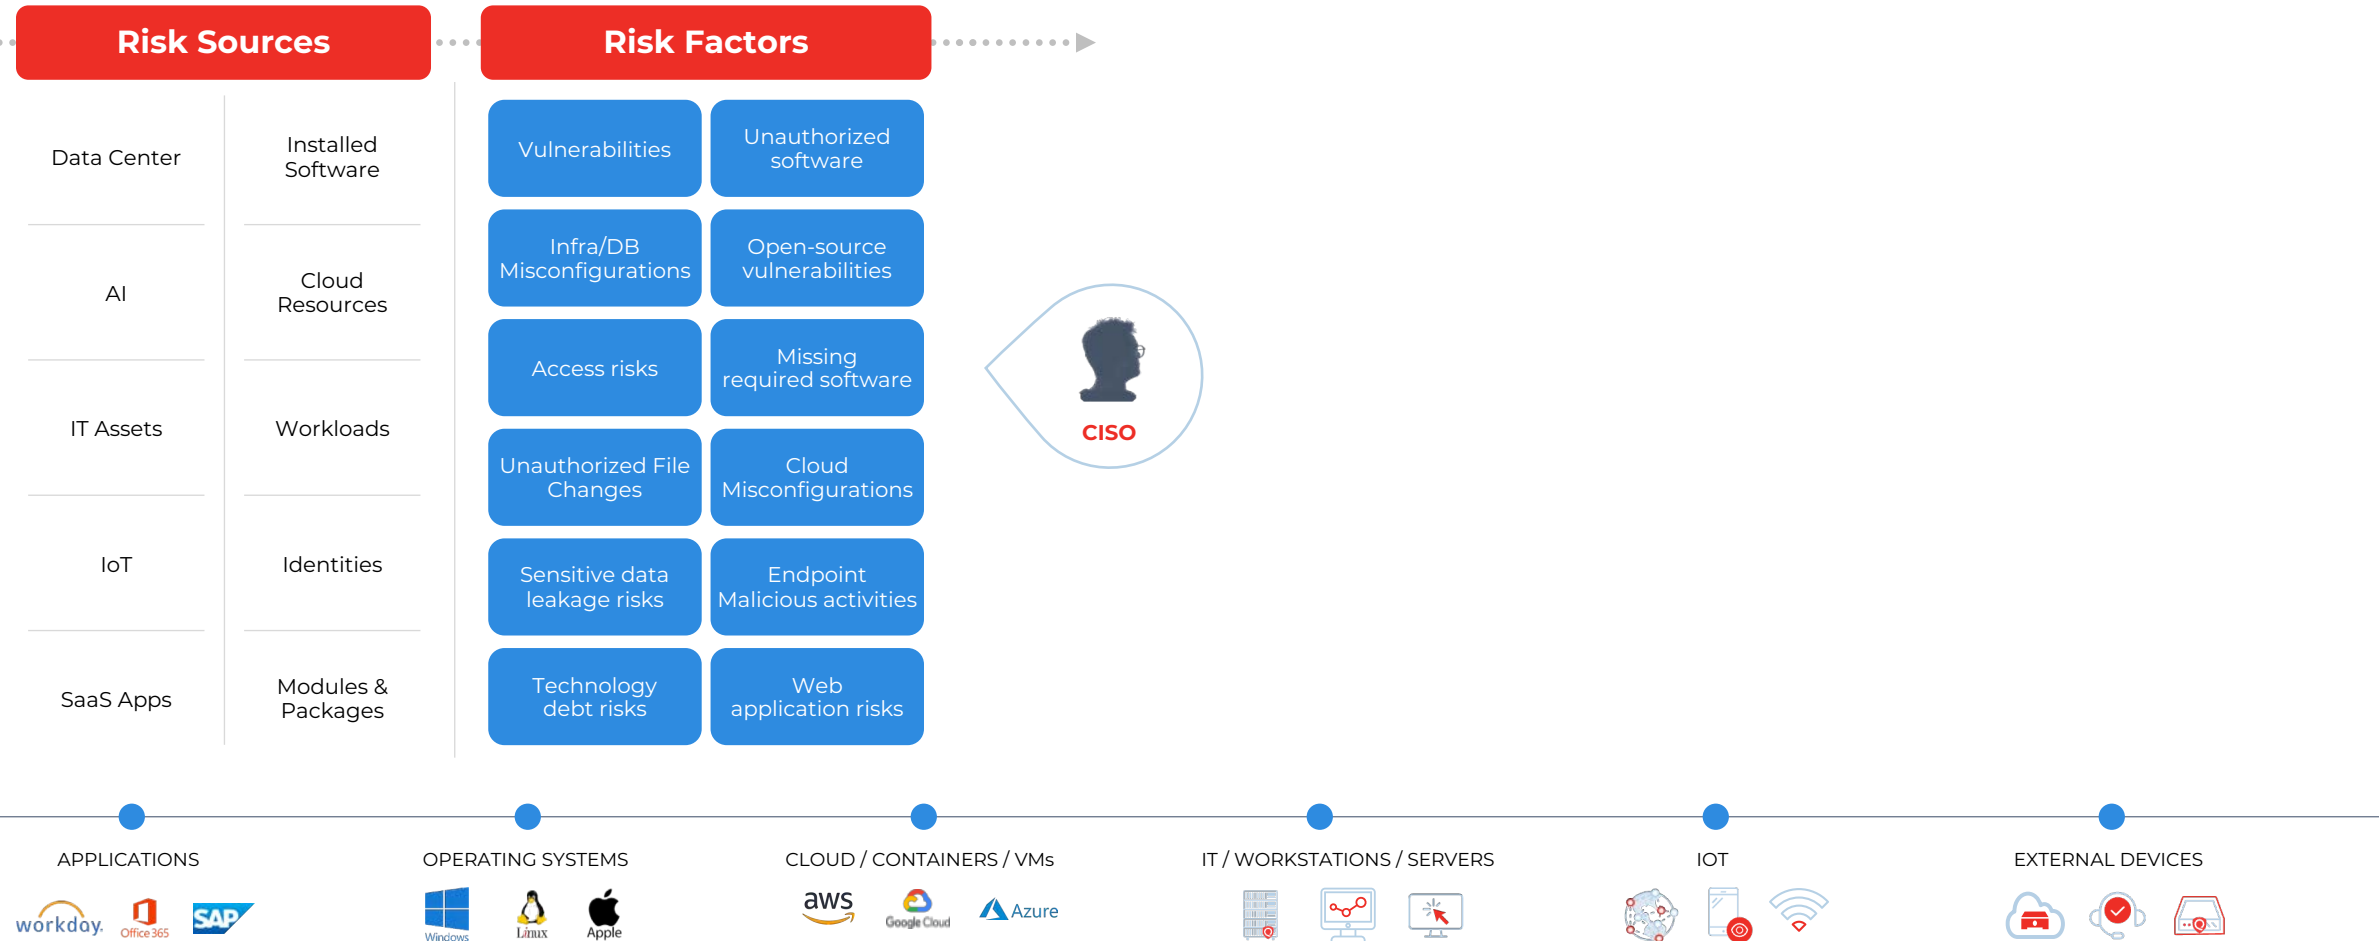 Risk Sources
Risk Factors
Data Center
Installed
Software
AI
Cloud
Resources
IT Assets
Workloads
IoT
Identities
SaaS Apps
Modules &
Packages
Vulnerabilities
Unauthorized
software
Infra/DB
Misconfigurations
Open-source
vulnerabilities
Access risks
Missing
required software
Unauthorized File
Changes
Cloud
Misconfigurations
Sensitive data
leakage risks
Endpoint
Malicious activities
Technology
debt risks
Web
application risks
CISO
APPLICATIONS
OPERATING SYSTEMS
CLOUD / CONTAINERS / VMs
IT / WORKSTATIONS / SERVERS
IOT
EXTERNAL DEVICES
workday.
Office 365
SAP
Windows
Linux
Apple
aws
Google Cloud
Azure